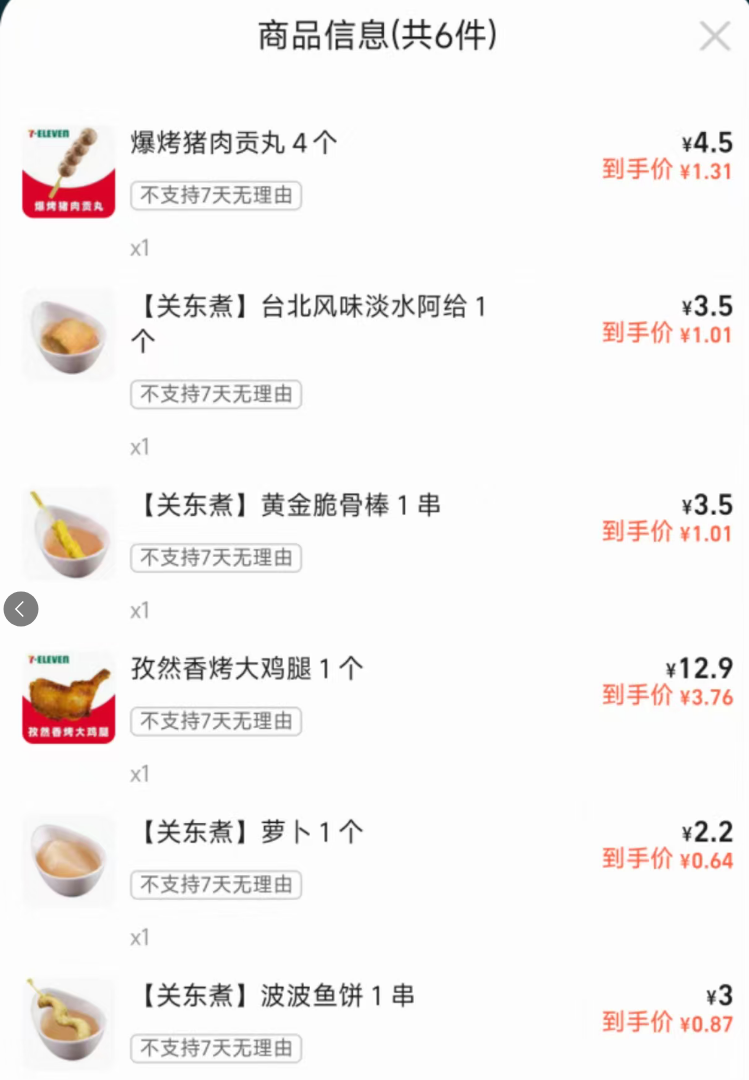 商品信息(共6件)
7-ELEVEN
爆烤猪肉贡丸
爆烤猪肉贡丸 4 个
¥4.5
到手价 ¥1.31
不支持7天无理由
x1
【关东煮】台北风味淡水阿给 1
个
¥3.5
到手价 ¥1.01
不支持7天无理由
x1
【关东煮】黄金脆骨棒 1 串
¥3.5
到手价 ¥1.01
不支持7天无理由
x1
7-ELEVEN
孜然香烤大鸡腿
孜然香烤大鸡腿 1 个
¥12.9
到手价 ¥3.76
不支持7天无理由
x1
【关东煮】萝卜 1 个
¥2.2
到手价 ¥0.64
不支持7天无理由
x1
【关东煮】波波鱼饼 1 串
¥3
到手价 ¥0.87
不支持7天无理由